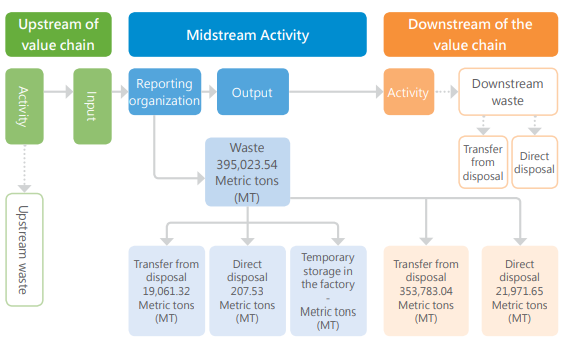 Upstream of
value chain
Midstream Activity
Downstream of the
value chain
Activity
Input
Reporting
organization
Output
Activity
Downstream
waste
Transfer
from
disposal
Direct
disposal
Waste
395,023.54
Metric tons
(MT)
Upstream waste
Transfer from
disposal
19,061.32
Metric tons
(MT)
Direct
disposal
207.53
Metric tons
(MT)
Temporary
storage in
the factory
-
Metric tons
(MT)
Transfer from
disposal
353,783.04
Metric tons
(MT)
Direct
disposal
21,971.65
Metric tons
(MT)